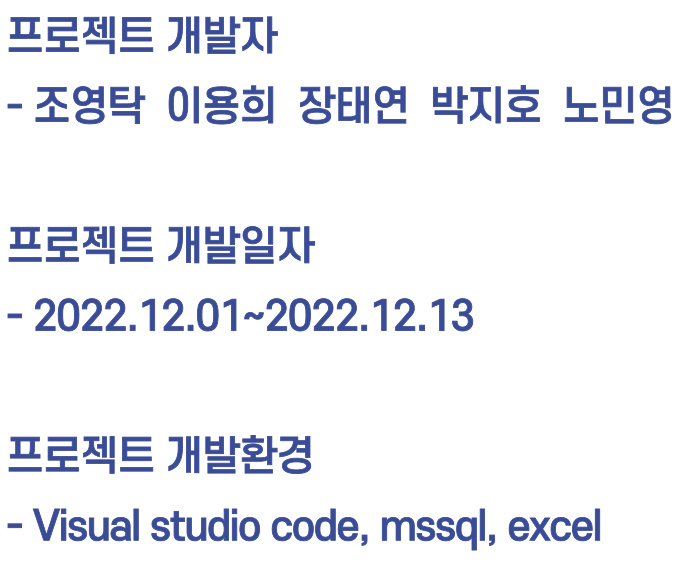 프로젝트 개발자
- 조영탁 이용희 장태연 박지호 노민영
프로젝트 개발일자
- 2022.12.01~2022.12.13
프로젝트 개발환경
- Visual studio code, mssql, excel